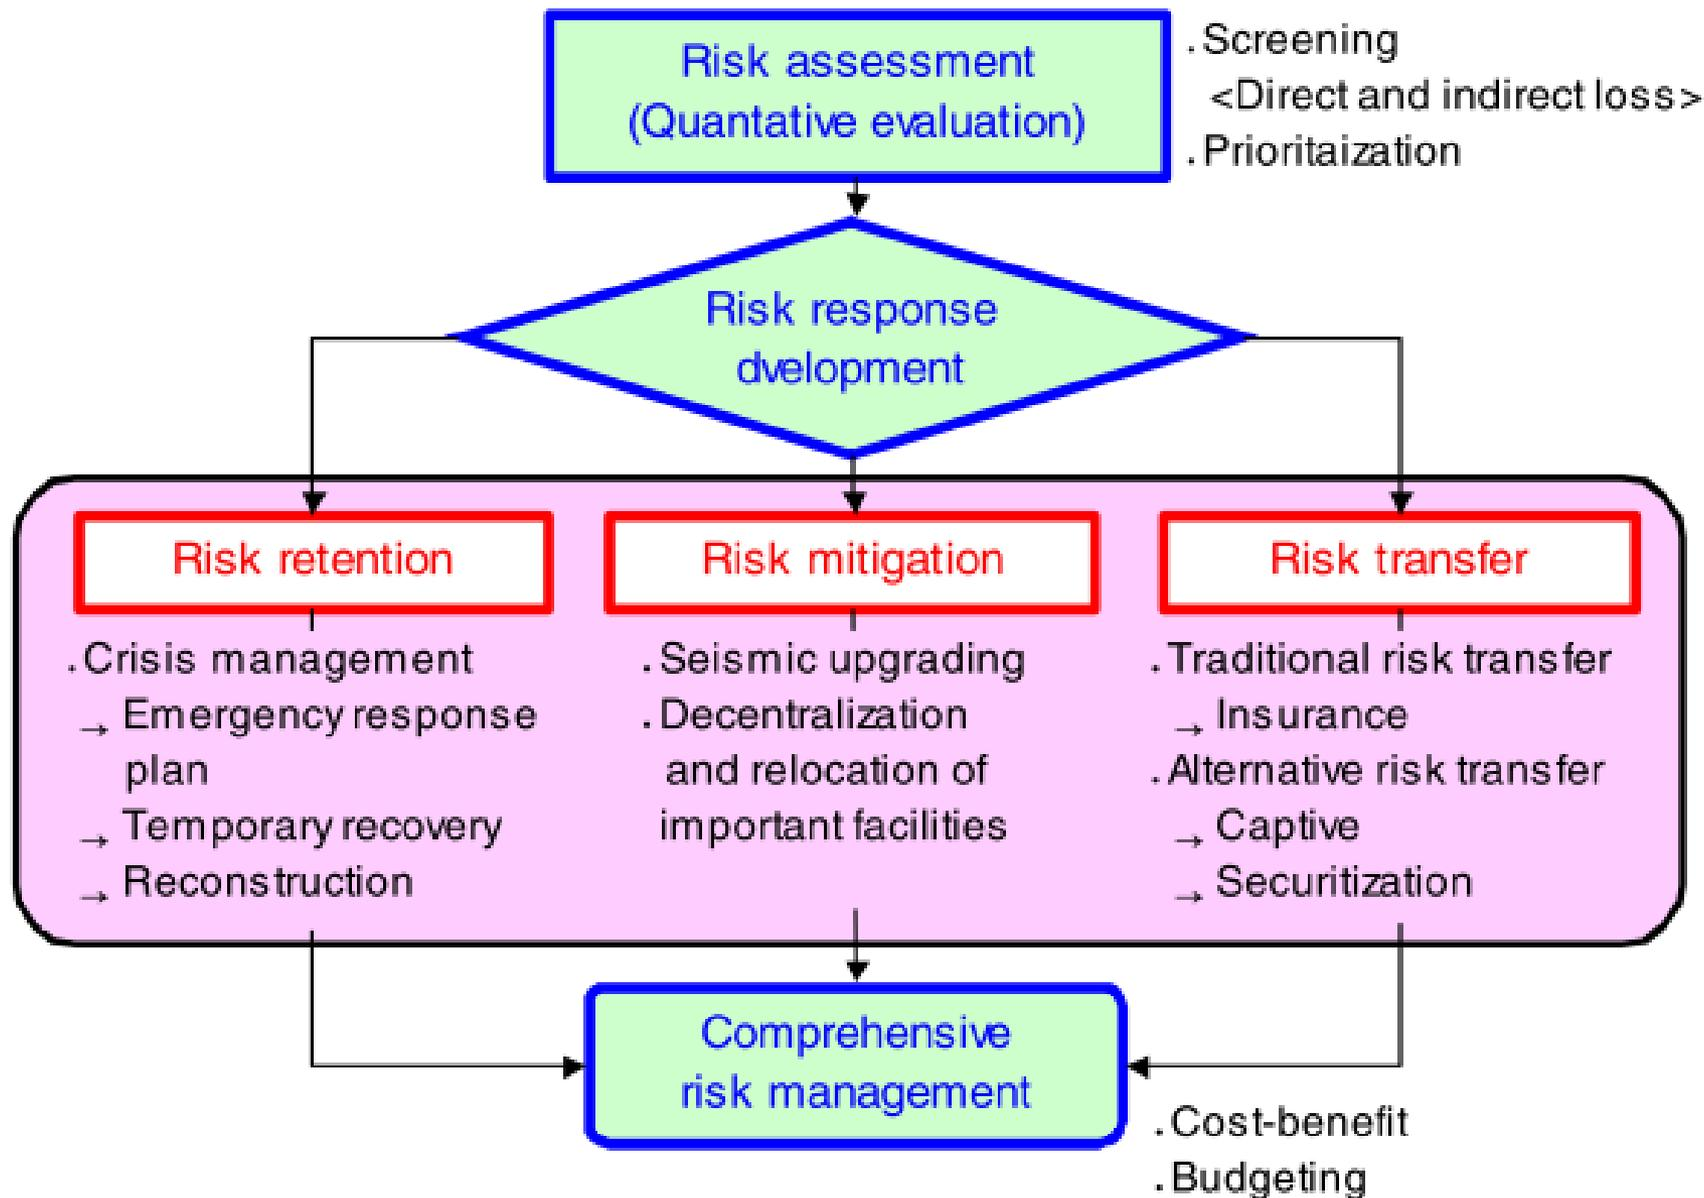 Risk assessment
(Quantative evaluation)
. Screening
<Direct and indirect loss>
. Prioritaization
Risk response
dvelopment
Risk retention
. Crisis management
→ Emergency response
plan
→ Temporary recovery
→ Reconstruction
Risk mitigation
. Seismic upgrading
. Decentralization
and relocation of
important facilities
Risk transfer
. Traditional risk transfer
→ Insurance
. Alternative risk transfer
→ Captive
→ Securitization
Comprehensive
risk management
. Cost-benefit
. Budgeting